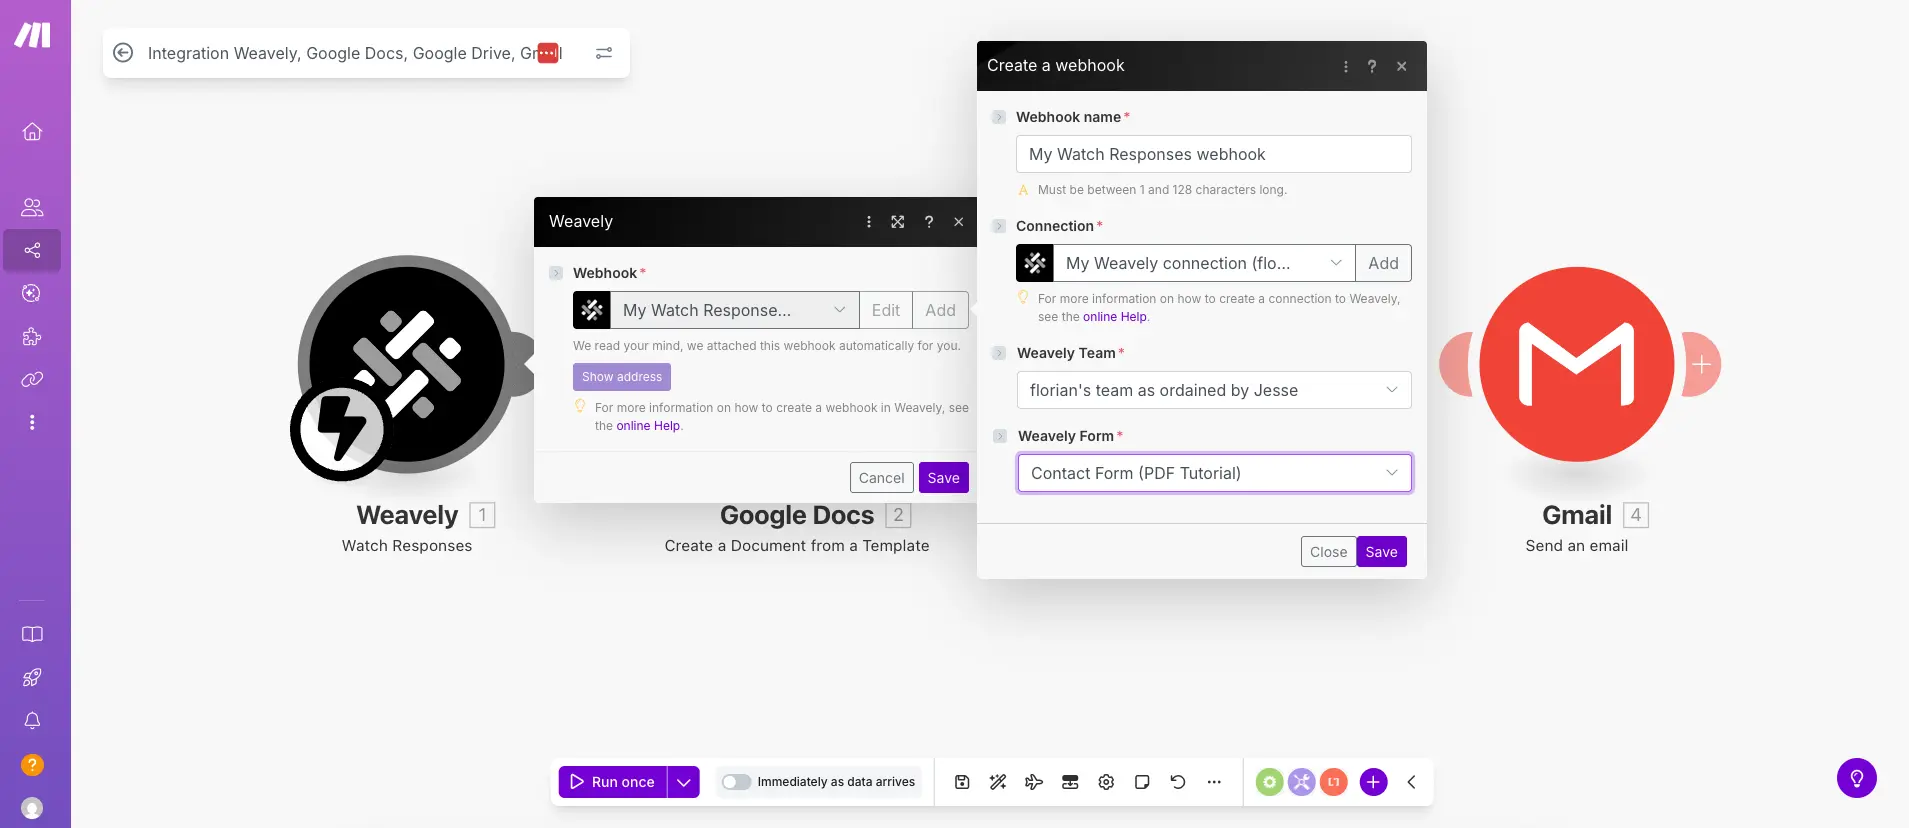 Integration Weavely, Google Docs, Google Drive,
Create a webhook
Webhook name *
My Watch Responses webhook
Must be between 1 and 128 characters long.
Connection *
My Weavely connection (flo...
Add
For more information on how to create a connection to Weavely,
see the online Help.
Weavely Team *
florian's team as ordained by Jesse
Weavely Form *
Contact Form (PDF Tutorial)
Close
Save
Weavely
Webhook *
My Watch Response...
Edit
Add
We read your mind, we attached this webhook automatically for you.
Show address
For more information on how to create a webhook in Weavely, see
the online Help.
Cancel
Save
Weavely 1
Watch Responses
Google Docs 2
Create a Document from a Template
Gmail 4
Send an email
Run once
Immediately as data arrives